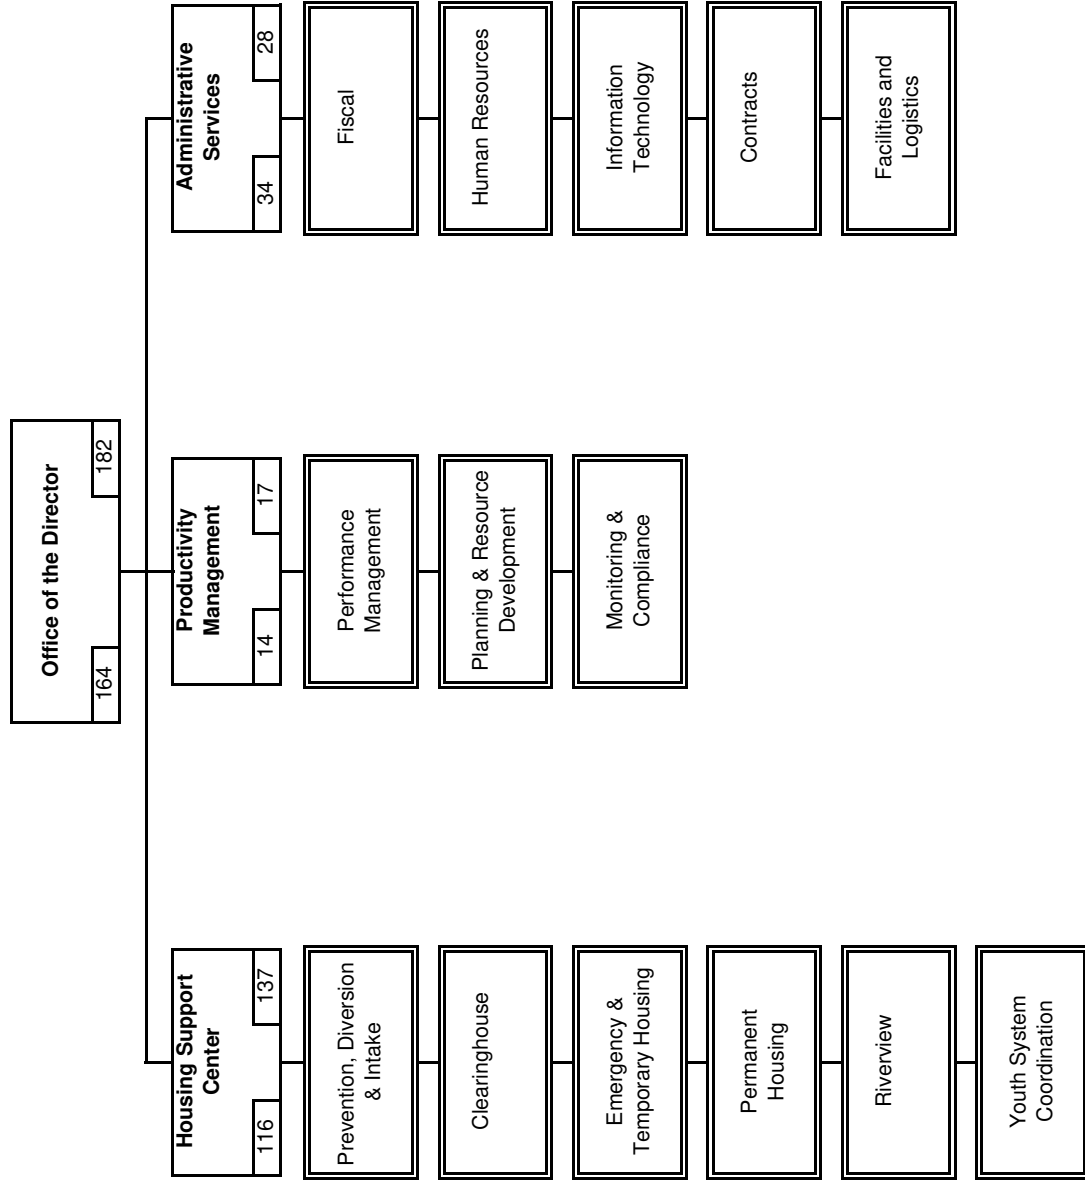 Office of the Director
164
182
Housing Support
Center
116
137
Prevention, Diversion
& Intake
Clearinghouse
Emergency &
Temporary Housing
Permanent
Housing
Riverview
Youth System
Coordination
Productivity
Management
14
17
Performance
Management
Planning & Resource
Development
Monitoring &
Compliance
Administrative
Services
34
28
Fiscal
Human Resources
Information
Technology
Contracts
Facilities and
Logistics